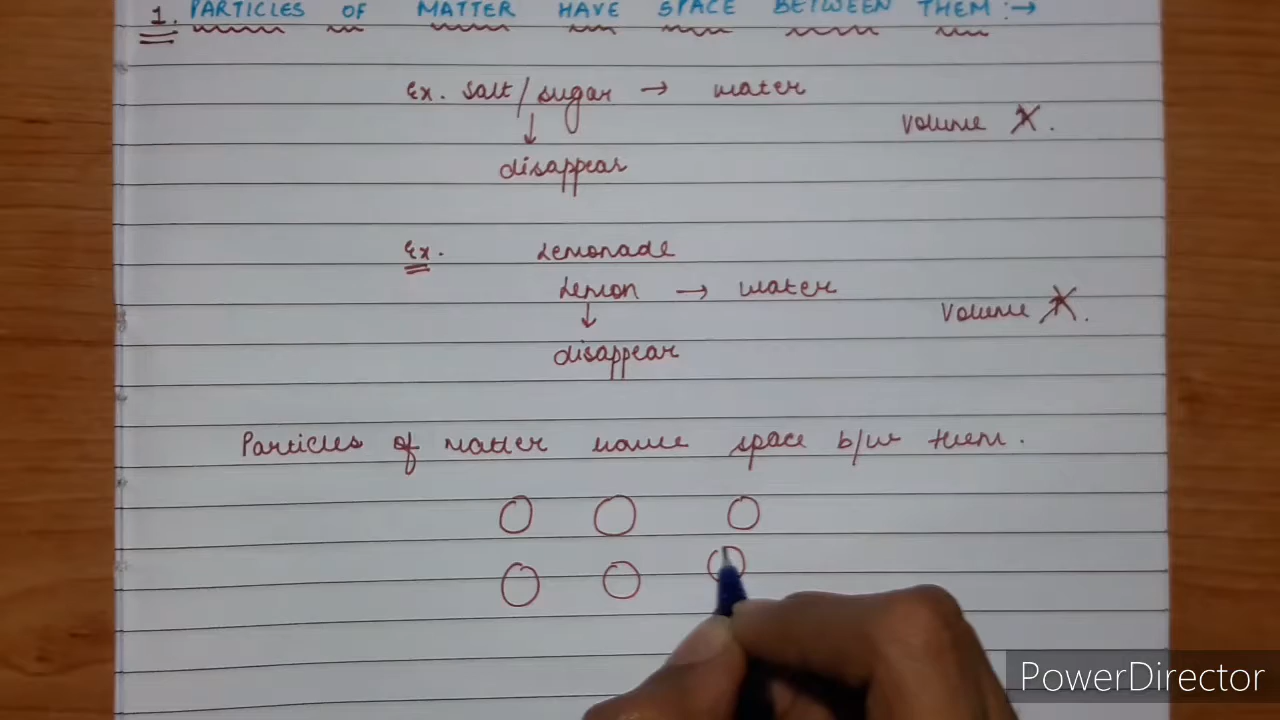 1. PARTICLES OF MATTER HAVE SPACE BETWEEN THEM :→
Ex. salt/sugar → water
volume X.
↓
disappear
Ex. Lemonade
Lemon → water
volume X.
↓
disappear
Particles of matter have space b/w them.
PowerDirector